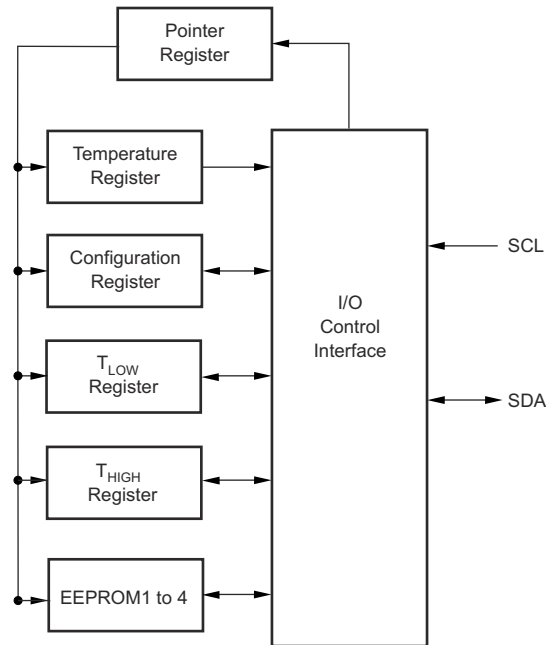 Pointer
Register
Temperature
Register
Configuration
Register
I/O
Control
Interface
SCL
SDA
TLOW
Register
THIGH
Register
EEPROM1 to 4